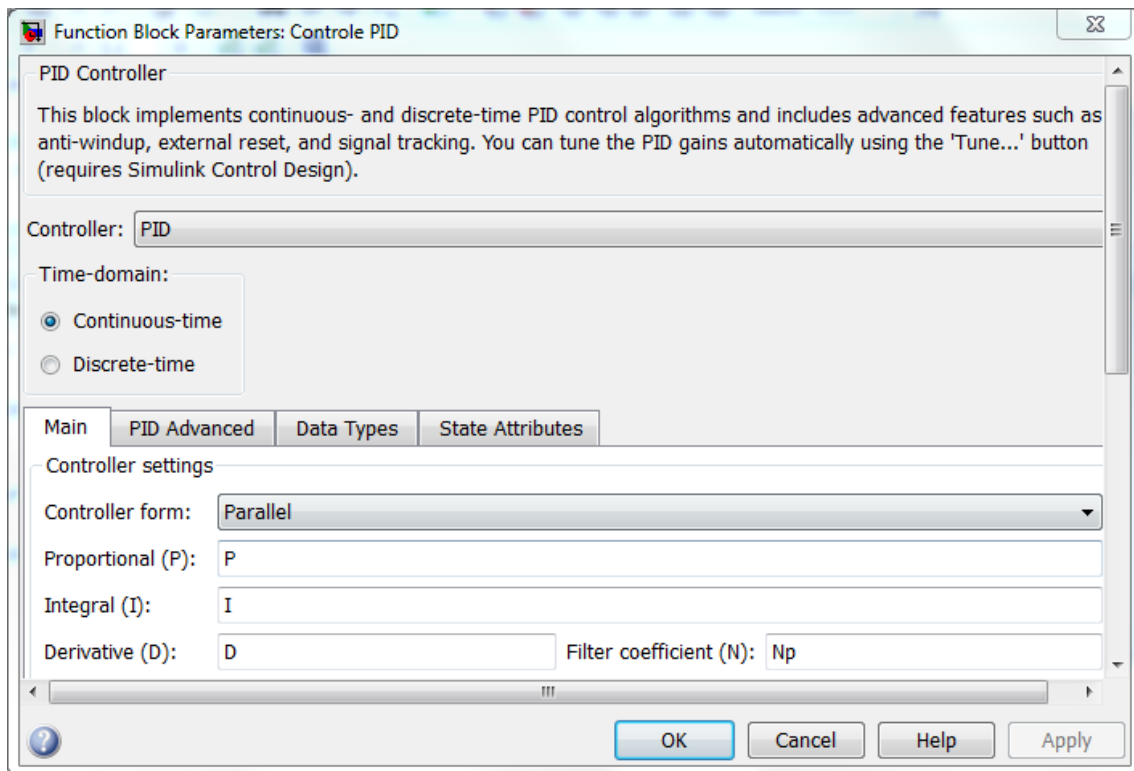 Function Block Parameters: Controle PID
PID Controller
This block implements continuous- and discrete-time PID control algorithms and includes advanced features such as
anti-windup, external reset, and signal tracking. You can tune the PID gains automatically using the 'Tune...' button
(requires Simulink Control Design).
Controller: PID
Time-domain:
Continuous-time
Discrete-time
Main PID Advanced Data Types State Attributes
Controller settings
Controller form: Parallel
Proportional (P): P
Integral (I): I
Derivative (D): D Filter coefficient (N): Np
OK Cancel Help Apply